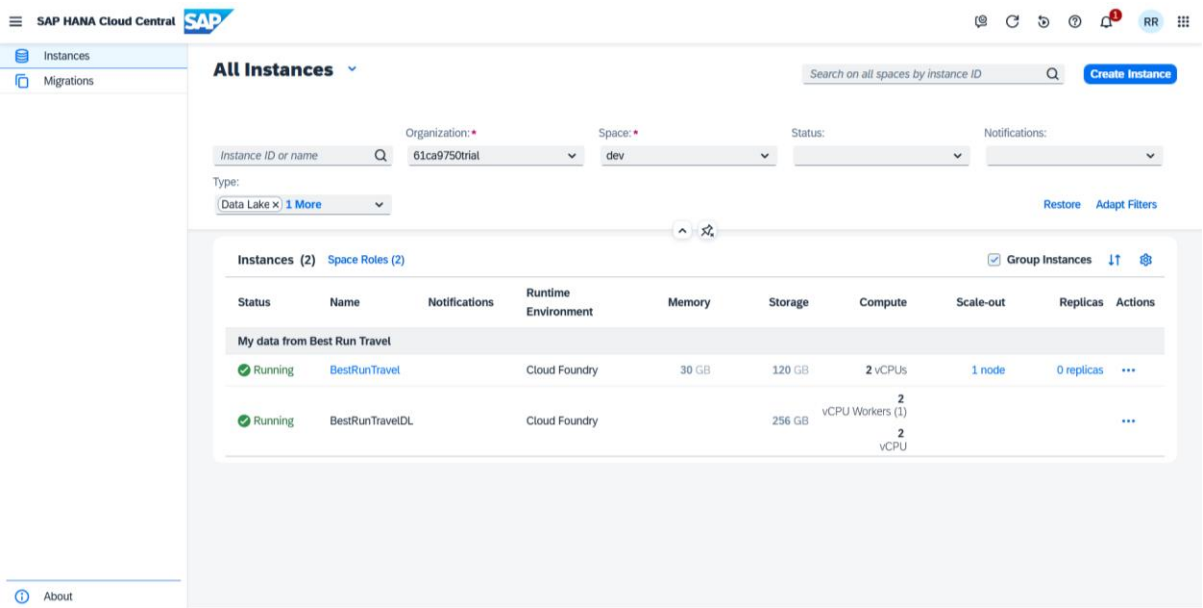 SAP HANA Cloud Central SAP
1 RR
Instances
Migrations
All Instances
Search on all spaces by instance ID
Create Instance
Organization:* Space:* Status: Notifications:
Instance ID or name 61ca9750trial dev
Type:
Data Lake × 1 More
Restore Adapt Filters
Instances (2) Space Roles (2) Group Instances
Status Name Notifications Runtime Environment Memory Storage Compute Scale-out Replicas Actions
My data from Best Run Travel
Running BestRunTravel Cloud Foundry 30 GB 120 GB 2 vCPUs 1 node 0 replicas
Running BestRunTravelDL Cloud Foundry 256 GB 2
vCPU Workers (1)
2
vCPU
About